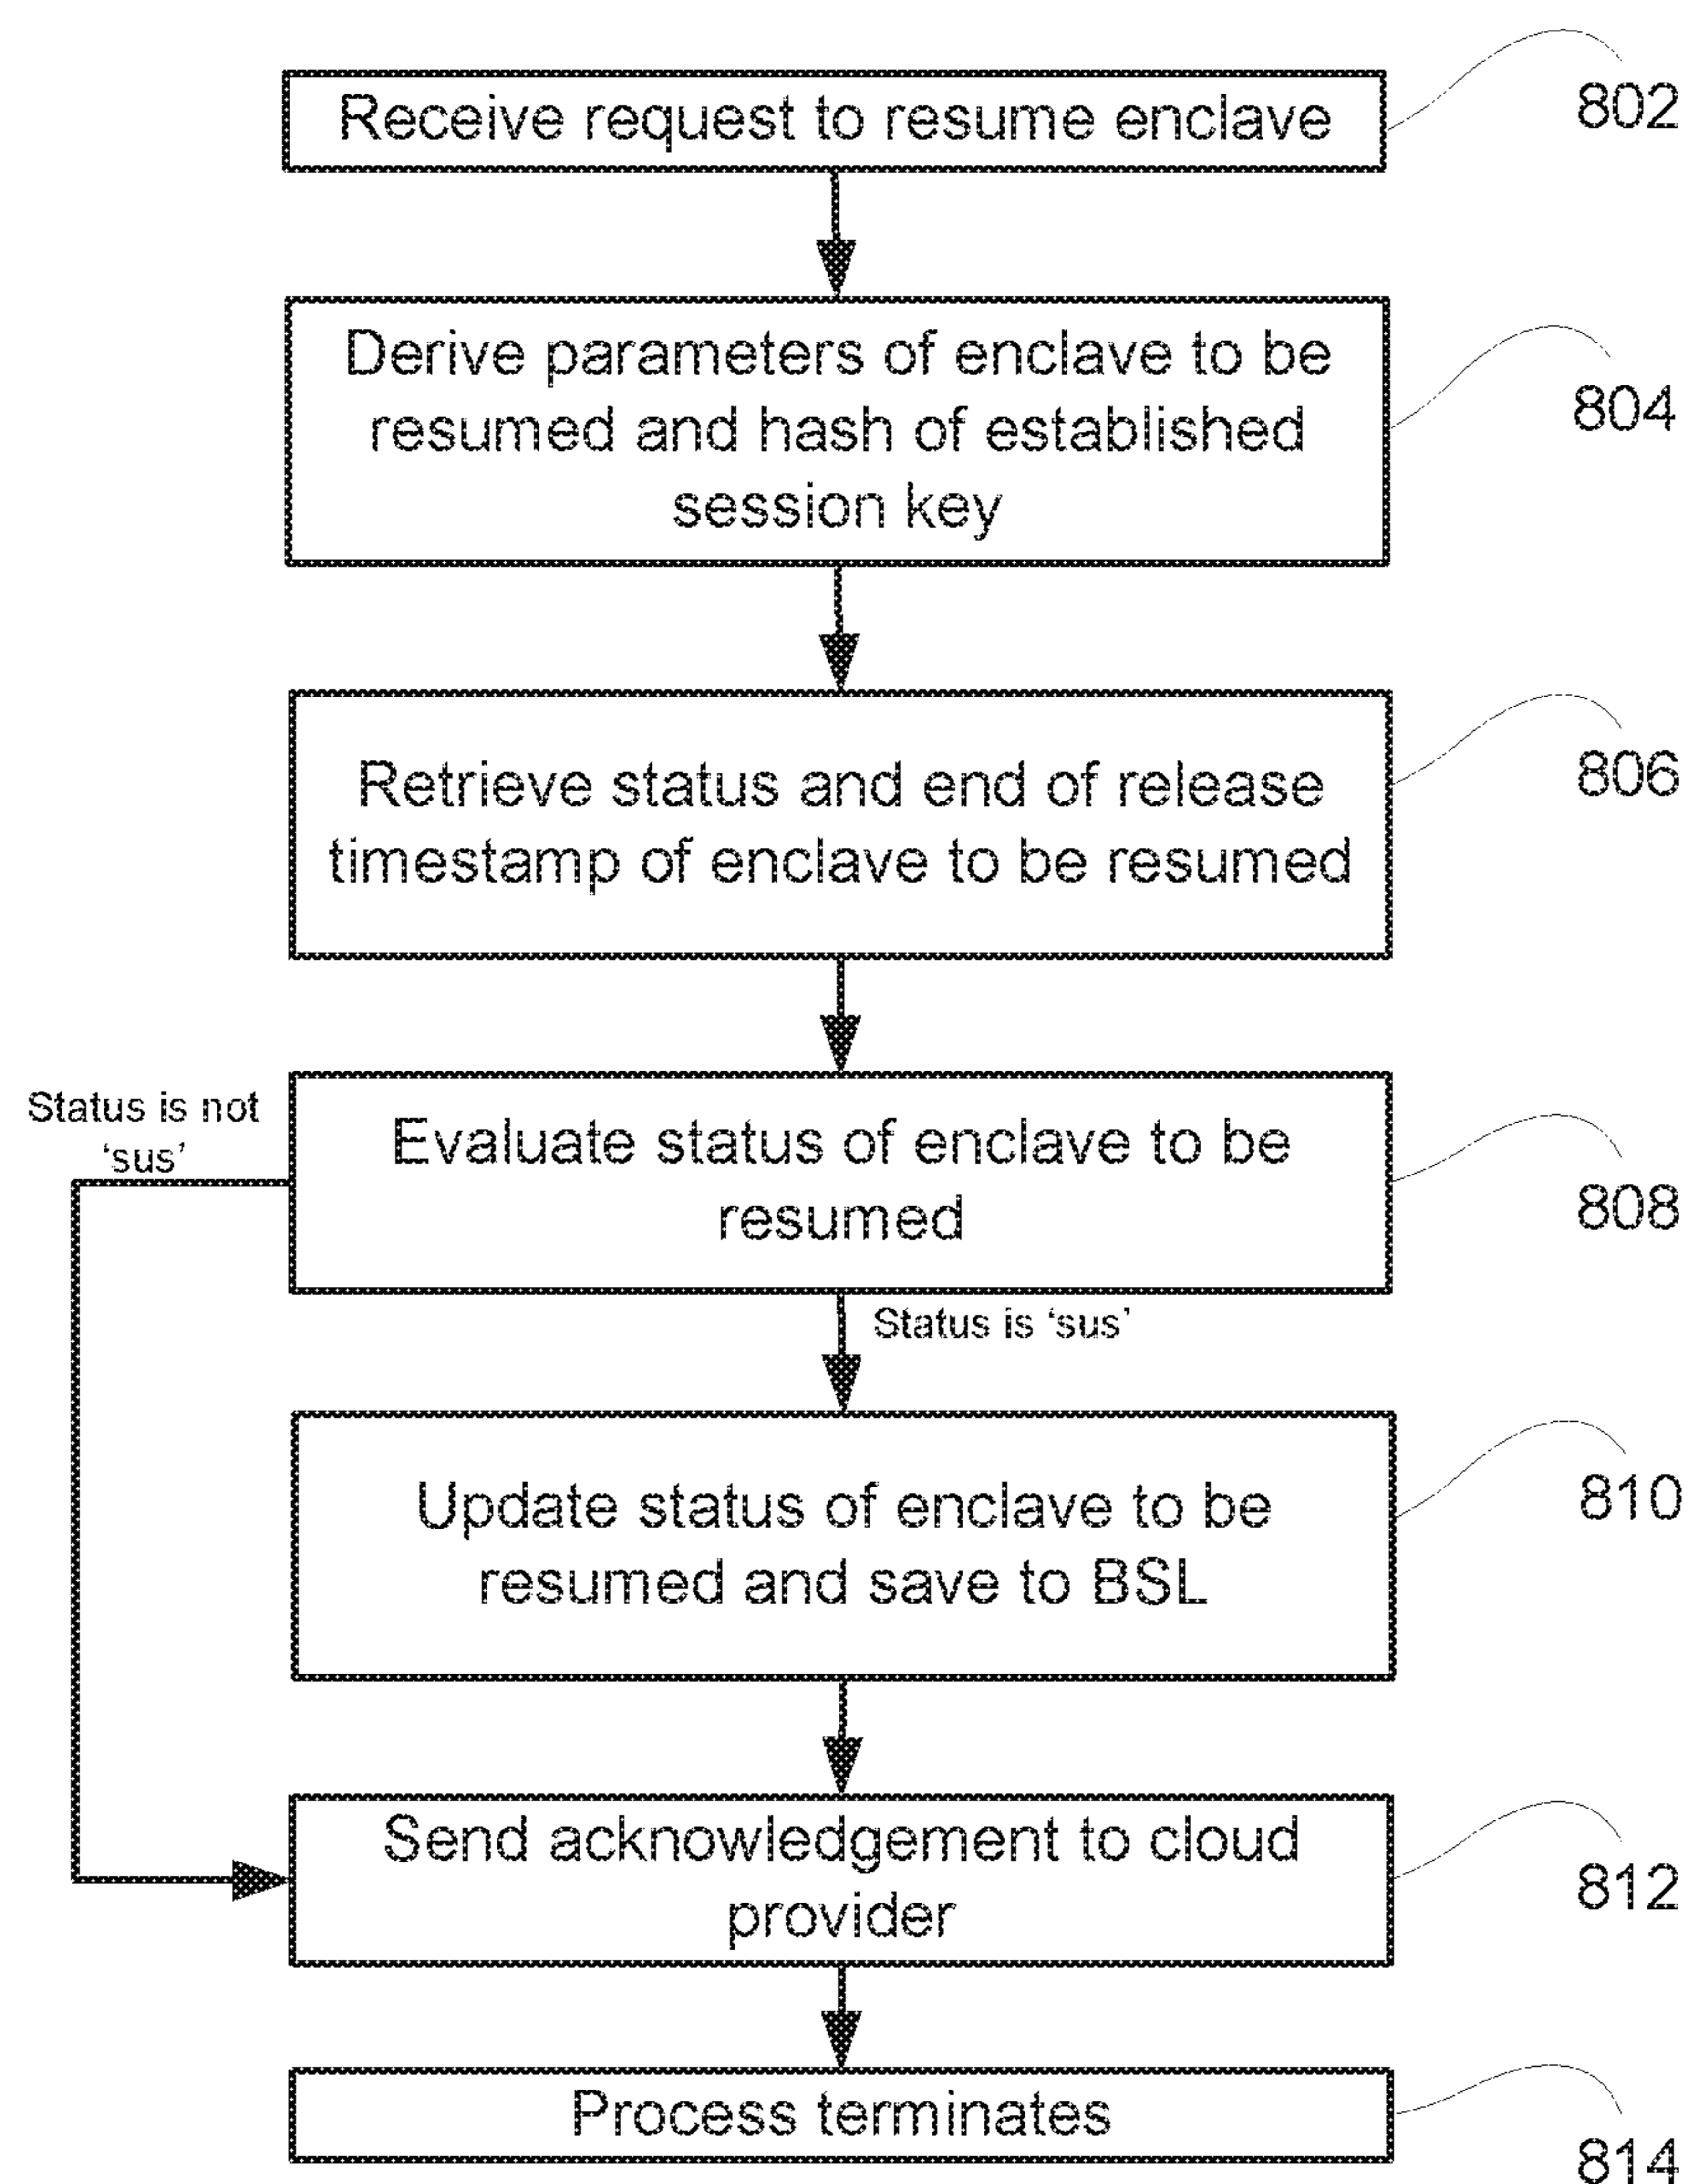 Receive request to resume enclave
802
Derive parameters of enclave to be
resumed and hash of established
session key
804
Retrieve status and end of release
timestamp of enclave to be resumed
806
Status is not
‘sus’
Evaluate status of enclave to be
resumed
808
Status is ‘sus’
Update status of enclave to be
resumed and save to BSL
810
Send acknowledgement to cloud
provider
812
Process terminates
814